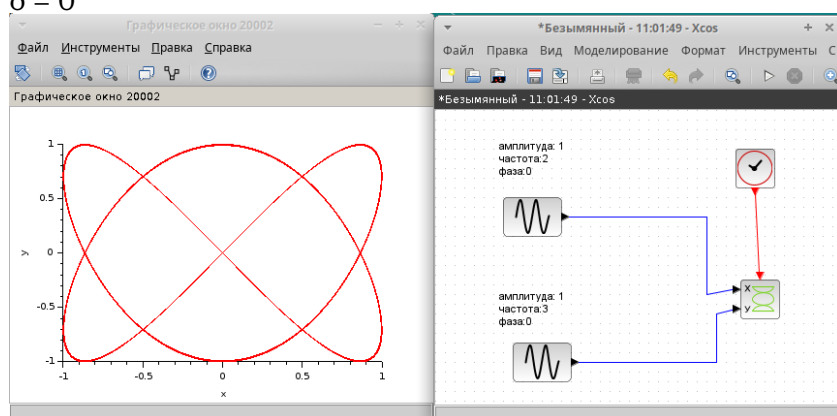 δ = 0
Графическое окно 20002
Файл Инструменты Правка Справка
Графическое окно 20002
1
0.5
0
-0.5
-1
y
-1 -0.5 0 0.5 1
x
*Безымянный - 11:01:49 - Xcos
Файл Правка Вид Моделирование Формат Инструменты С
*Безымянный - 11:01:49 - Xcos
амплитуда: 1
частота:2
фаза:0
амплитуда: 1
частота:3
фаза:0
X
y